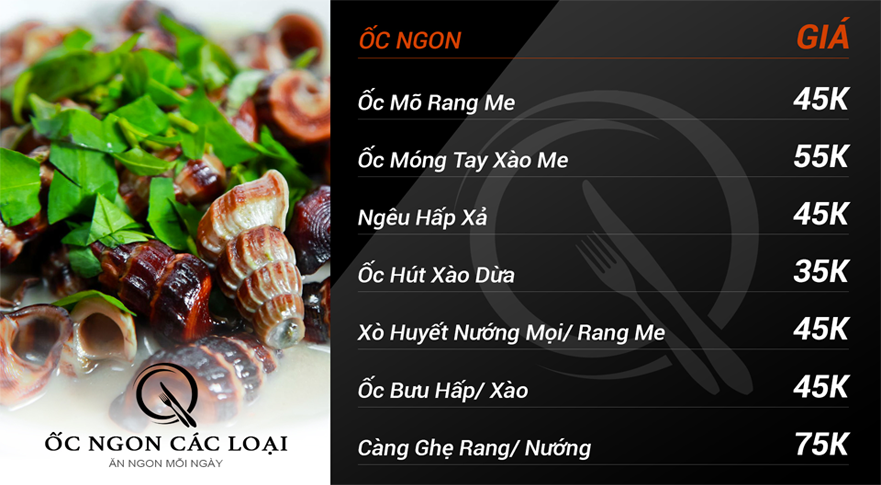 ỐC NGON GIÁ
Ốc Mõ Rang Me 45K
Ốc Móng Tay Xào Me 55K
Ngêu Hấp Xả 45K
Ốc Hút Xào Dừa 35K
Xò Huyết Nướng Mọi/ Rang Me 45K
Ốc Bưu Hấp/ Xào 45K
Càng Ghẹ Rang/ Nướng 75K
ỐC NGON CÁC LOẠI
ĂN NGON MỖI NGÀY